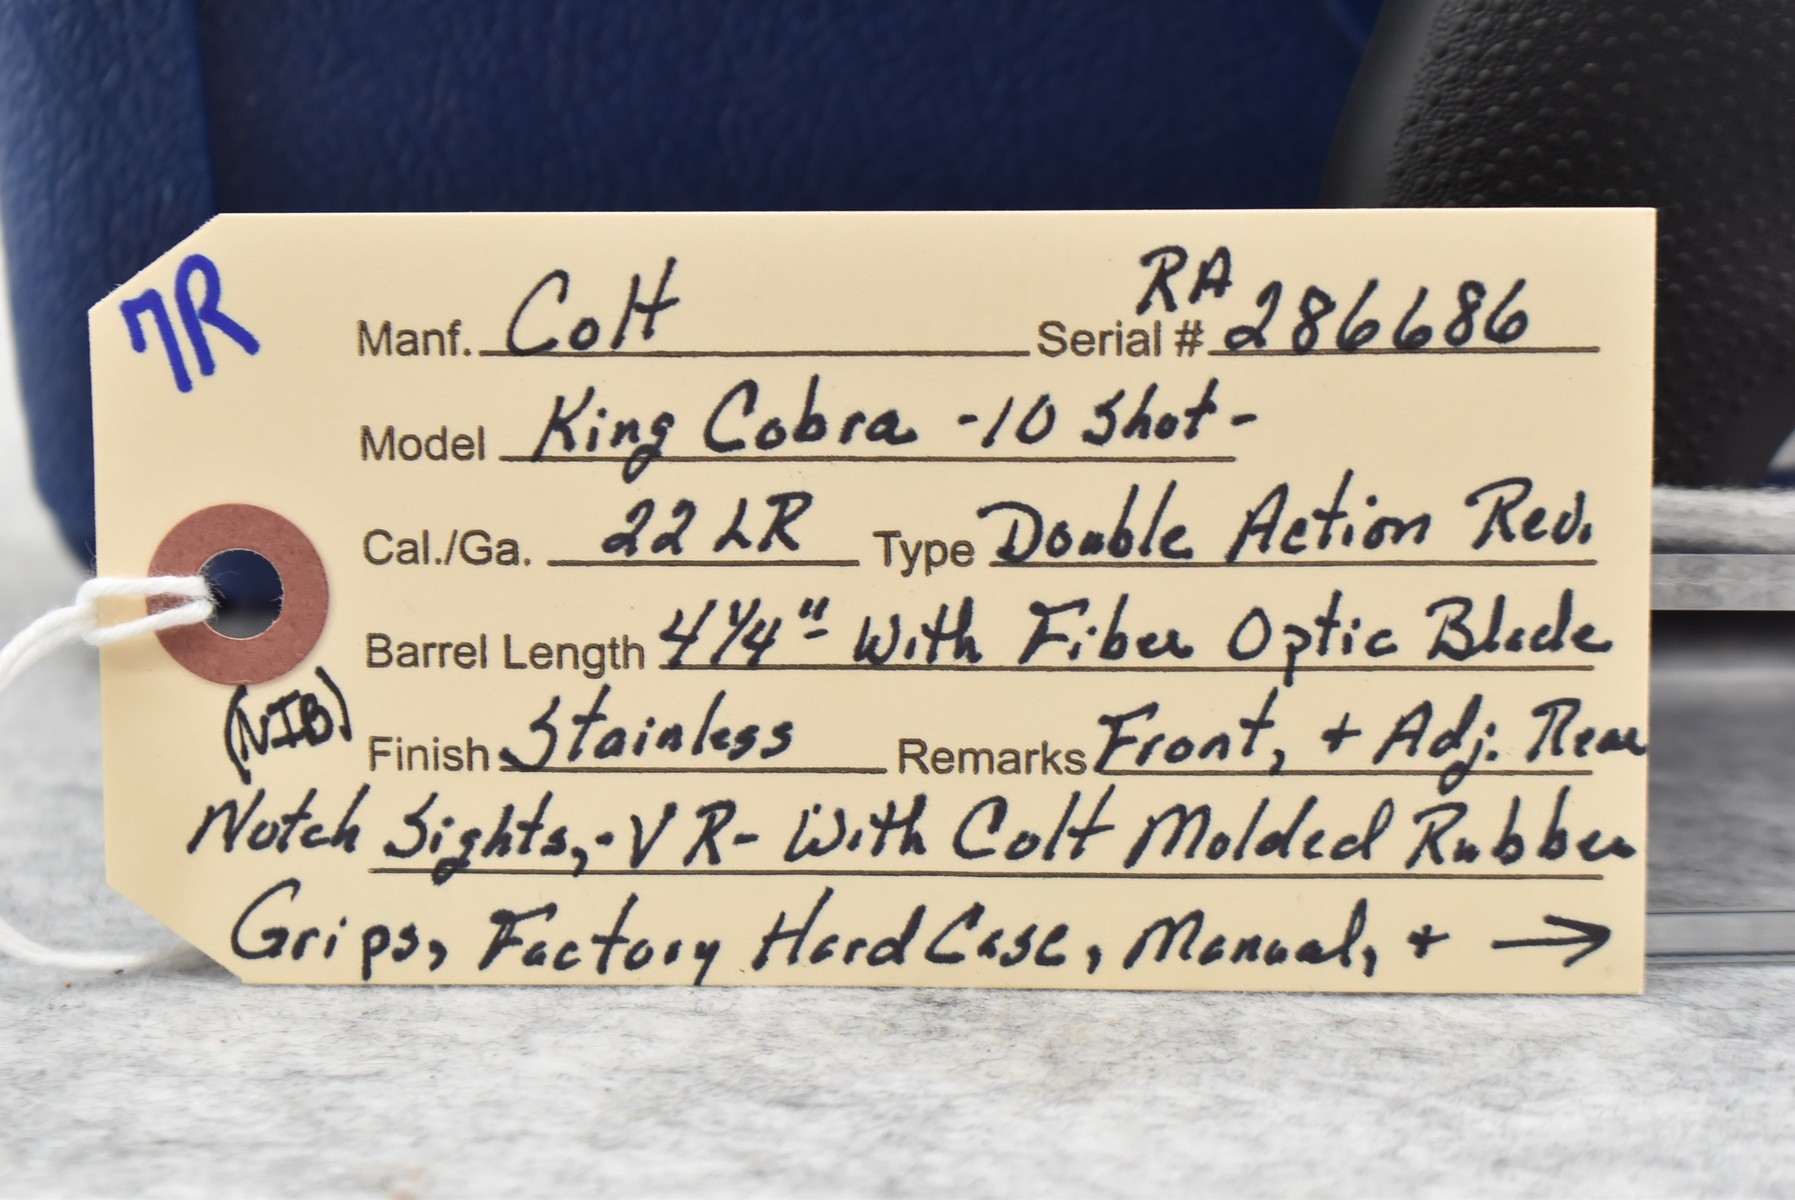 7R
Manf. Colt Serial # RA 286686
Model King Cobra -10 Shot-
Cal./Ga. 22 LR Type Double Action Rev.
Barrel Length 4 1/4" With Fiber Optic Blade
(NIB) Finish Stainless Remarks Front, + Adj. Rear
Notch Sights, -VR- With Colt Molded Rubber
Grips, Factory Hard Case, Manual, + →